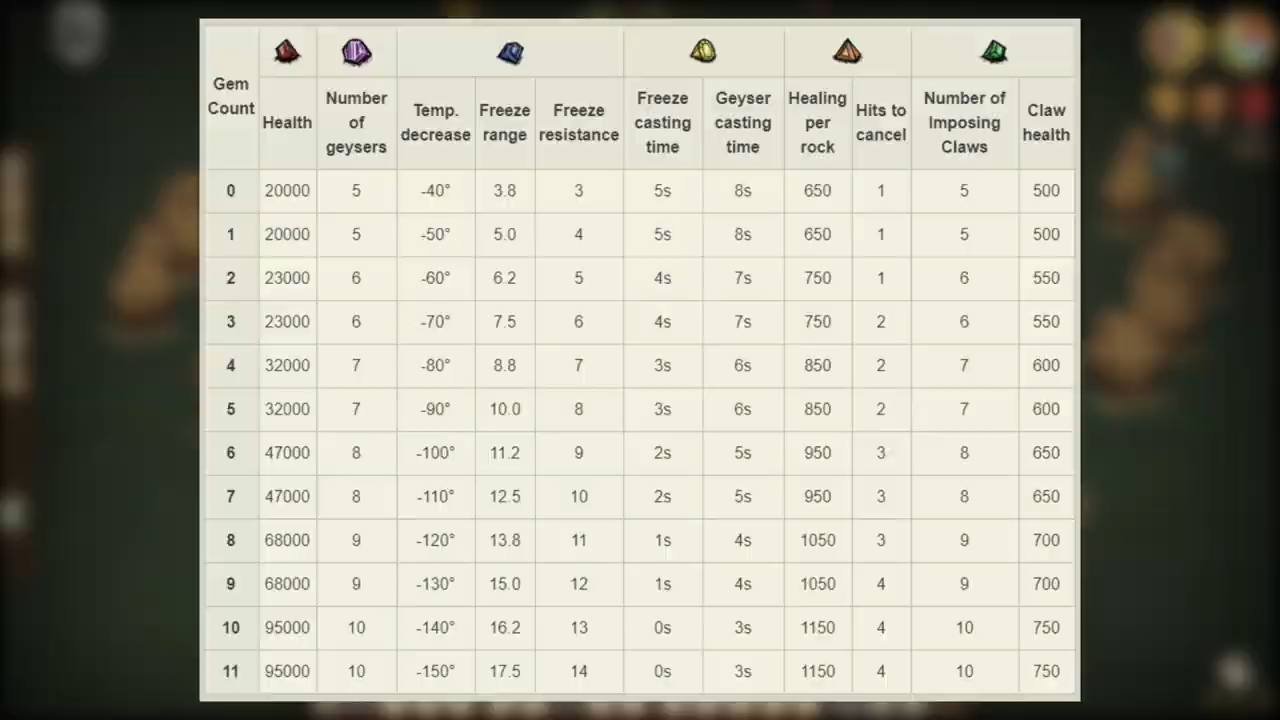 Gem Count Health Number of geysers Temp. decrease Freeze range Freeze resistance Freeze casting time Geyser casting time Healing per rock Hits to cancel Number of Imposing Claws Claw health
0 20000 5 -40° 3.8 3 5s 8s 650 1 5 500
1 20000 5 -50° 5.0 4 5s 8s 650 1 5 500
2 23000 6 -60° 6.2 5 4s 7s 750 1 6 550
3 23000 6 -70° 7.5 6 4s 7s 750 2 6 550
4 32000 7 -80° 8.8 7 3s 6s 850 2 7 600
5 32000 7 -90° 10.0 8 3s 6s 850 2 7 600
6 47000 8 -100° 11.2 9 2s 5s 950 3 8 650
7 47000 8 -110° 12.5 10 2s 5s 950 3 8 650
8 68000 9 -120° 13.8 11 1s 4s 1050 3 9 700
9 68000 9 -130° 15.0 12 1s 4s 1050 4 9 700
10 95000 10 -140° 16.2 13 0s 3s 1150 4 10 750
11 95000 10 -150° 17.5 14 0s 3s 1150 4 10 750